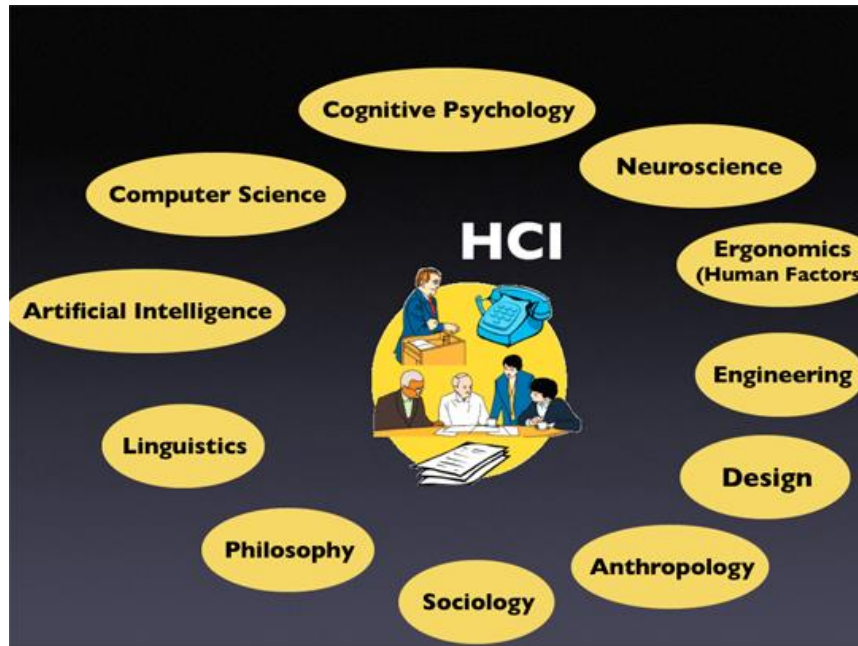 Cognitive Psychology
Neuroscience
Computer Science
HCI
Ergonomics
(Human Factors
Artificial Intelligence
Engineering
Linguistics
Design
Philosophy
Anthropology
Sociology